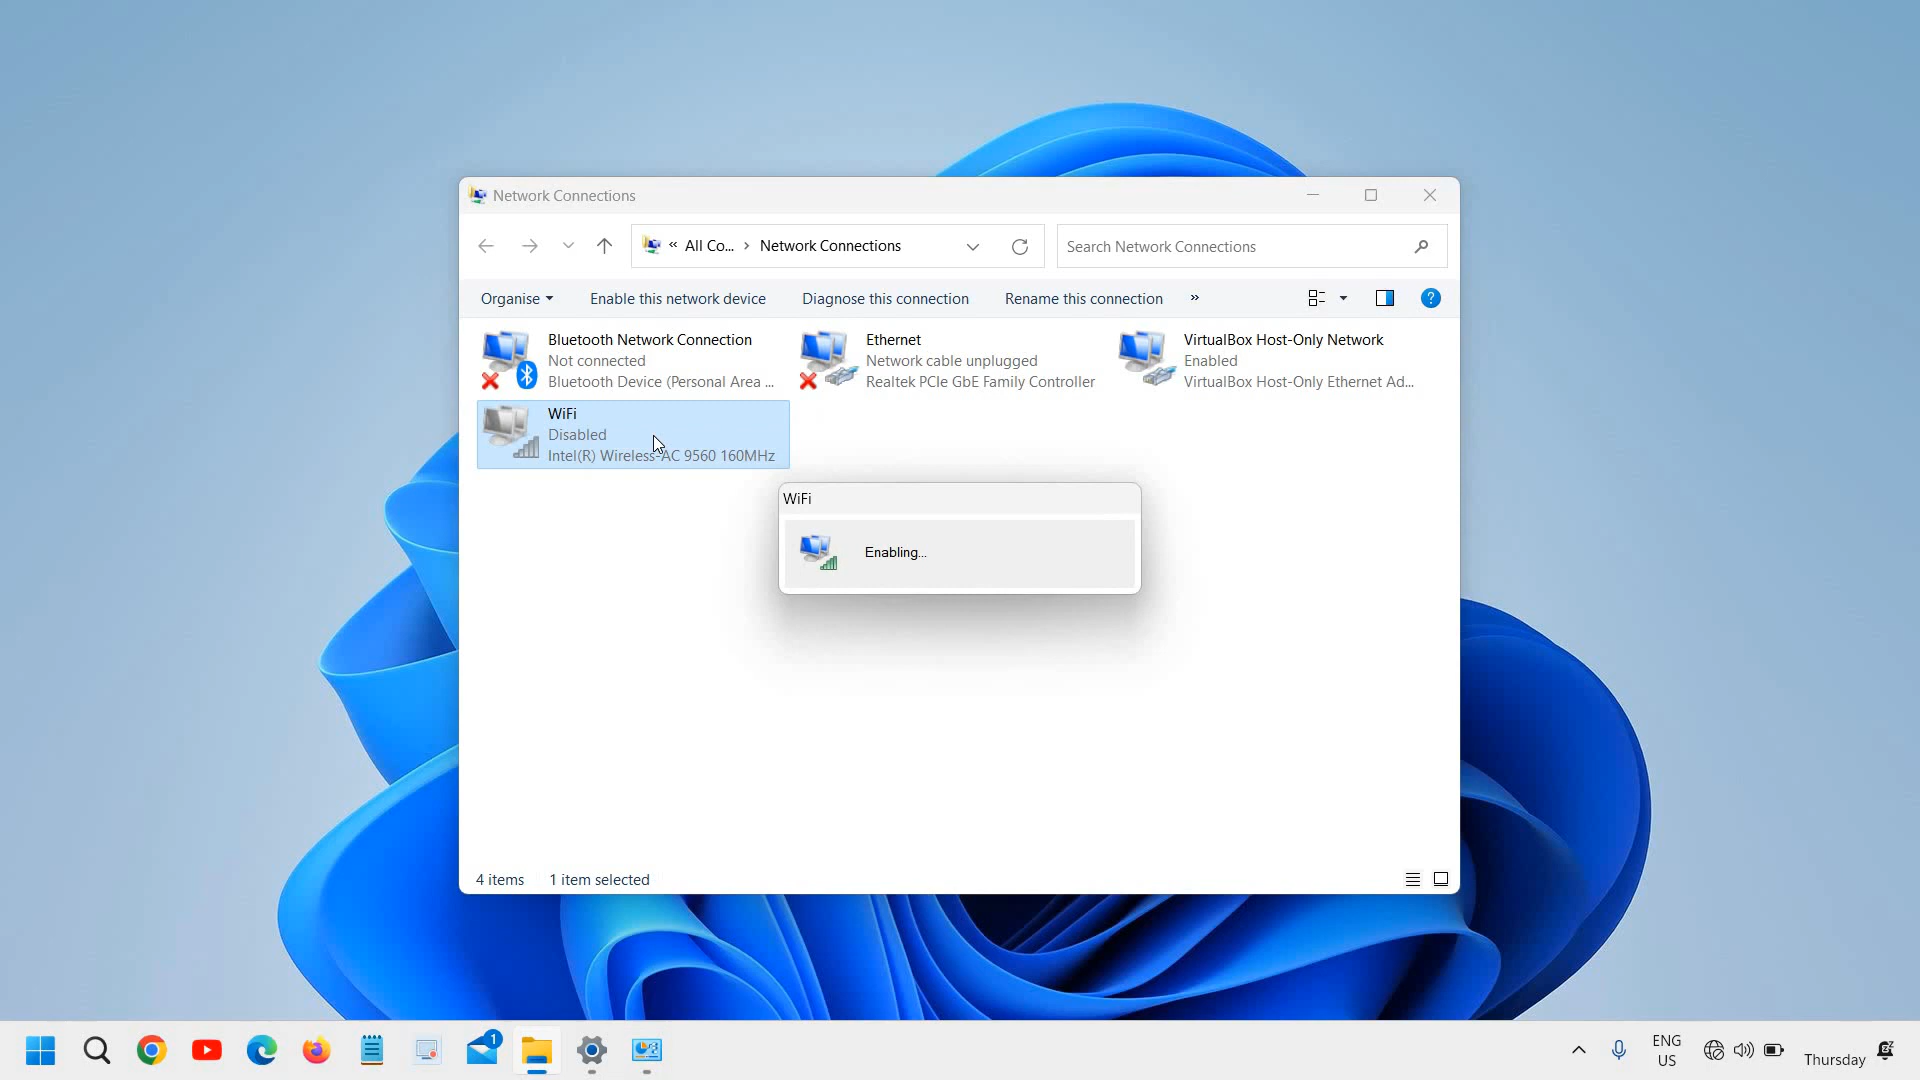 Network Connections
« All Co... › Network Connections
Search Network Connections
Organise
Enable this network device
Diagnose this connection
Rename this connection
»
?
Bluetooth Network Connection
Not connected
Bluetooth Device (Personal Area ...
Ethernet
Network cable unplugged
Realtek PCIe GbE Family Controller
VirtualBox Host-Only Network
Enabled
VirtualBox Host-Only Ethernet Ad...
WiFi
Disabled
Intel(R) Wireless-AC 9560 160MHz
WiFi
Enabling...
4 items
1 item selected
1
ENG
US
Thursday